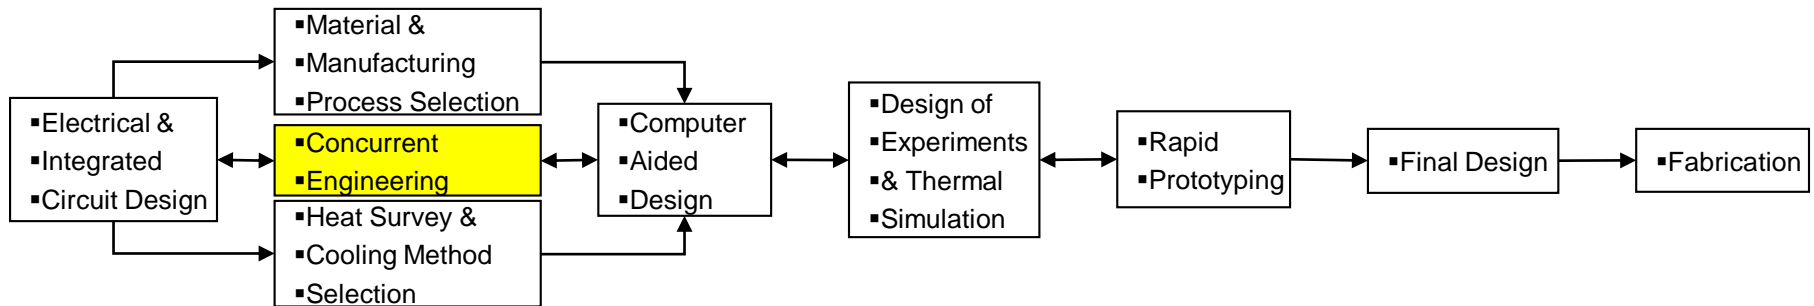 ▪Electrical &
▪Integrated
▪Circuit Design
▪Material &
▪Manufacturing
▪Process Selection
▪Concurrent
▪Engineering
▪Heat Survey &
▪Cooling Method
▪Selection
▪Computer
▪Aided
▪Design
▪Design of
▪Experiments
▪& Thermal
▪Simulation
▪Rapid
▪Prototyping
▪Final Design
▪Fabrication